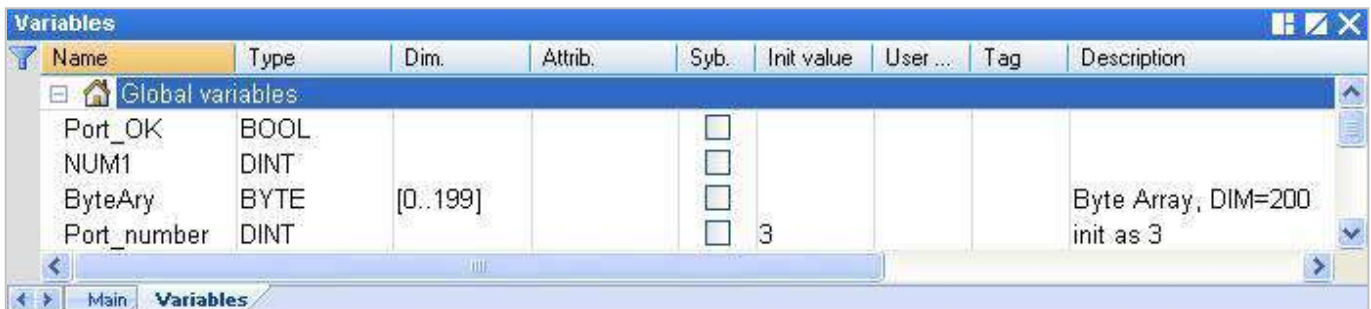 Variables
Name Type Dim. Attrib. Syb. Init value User ... Tag Description
Global variables
Port_OK BOOL
NUM1 DINT
ByteAry BYTE [0..199] Byte Array, DIM=200
Port_number DINT 3 init as 3
Main Variables